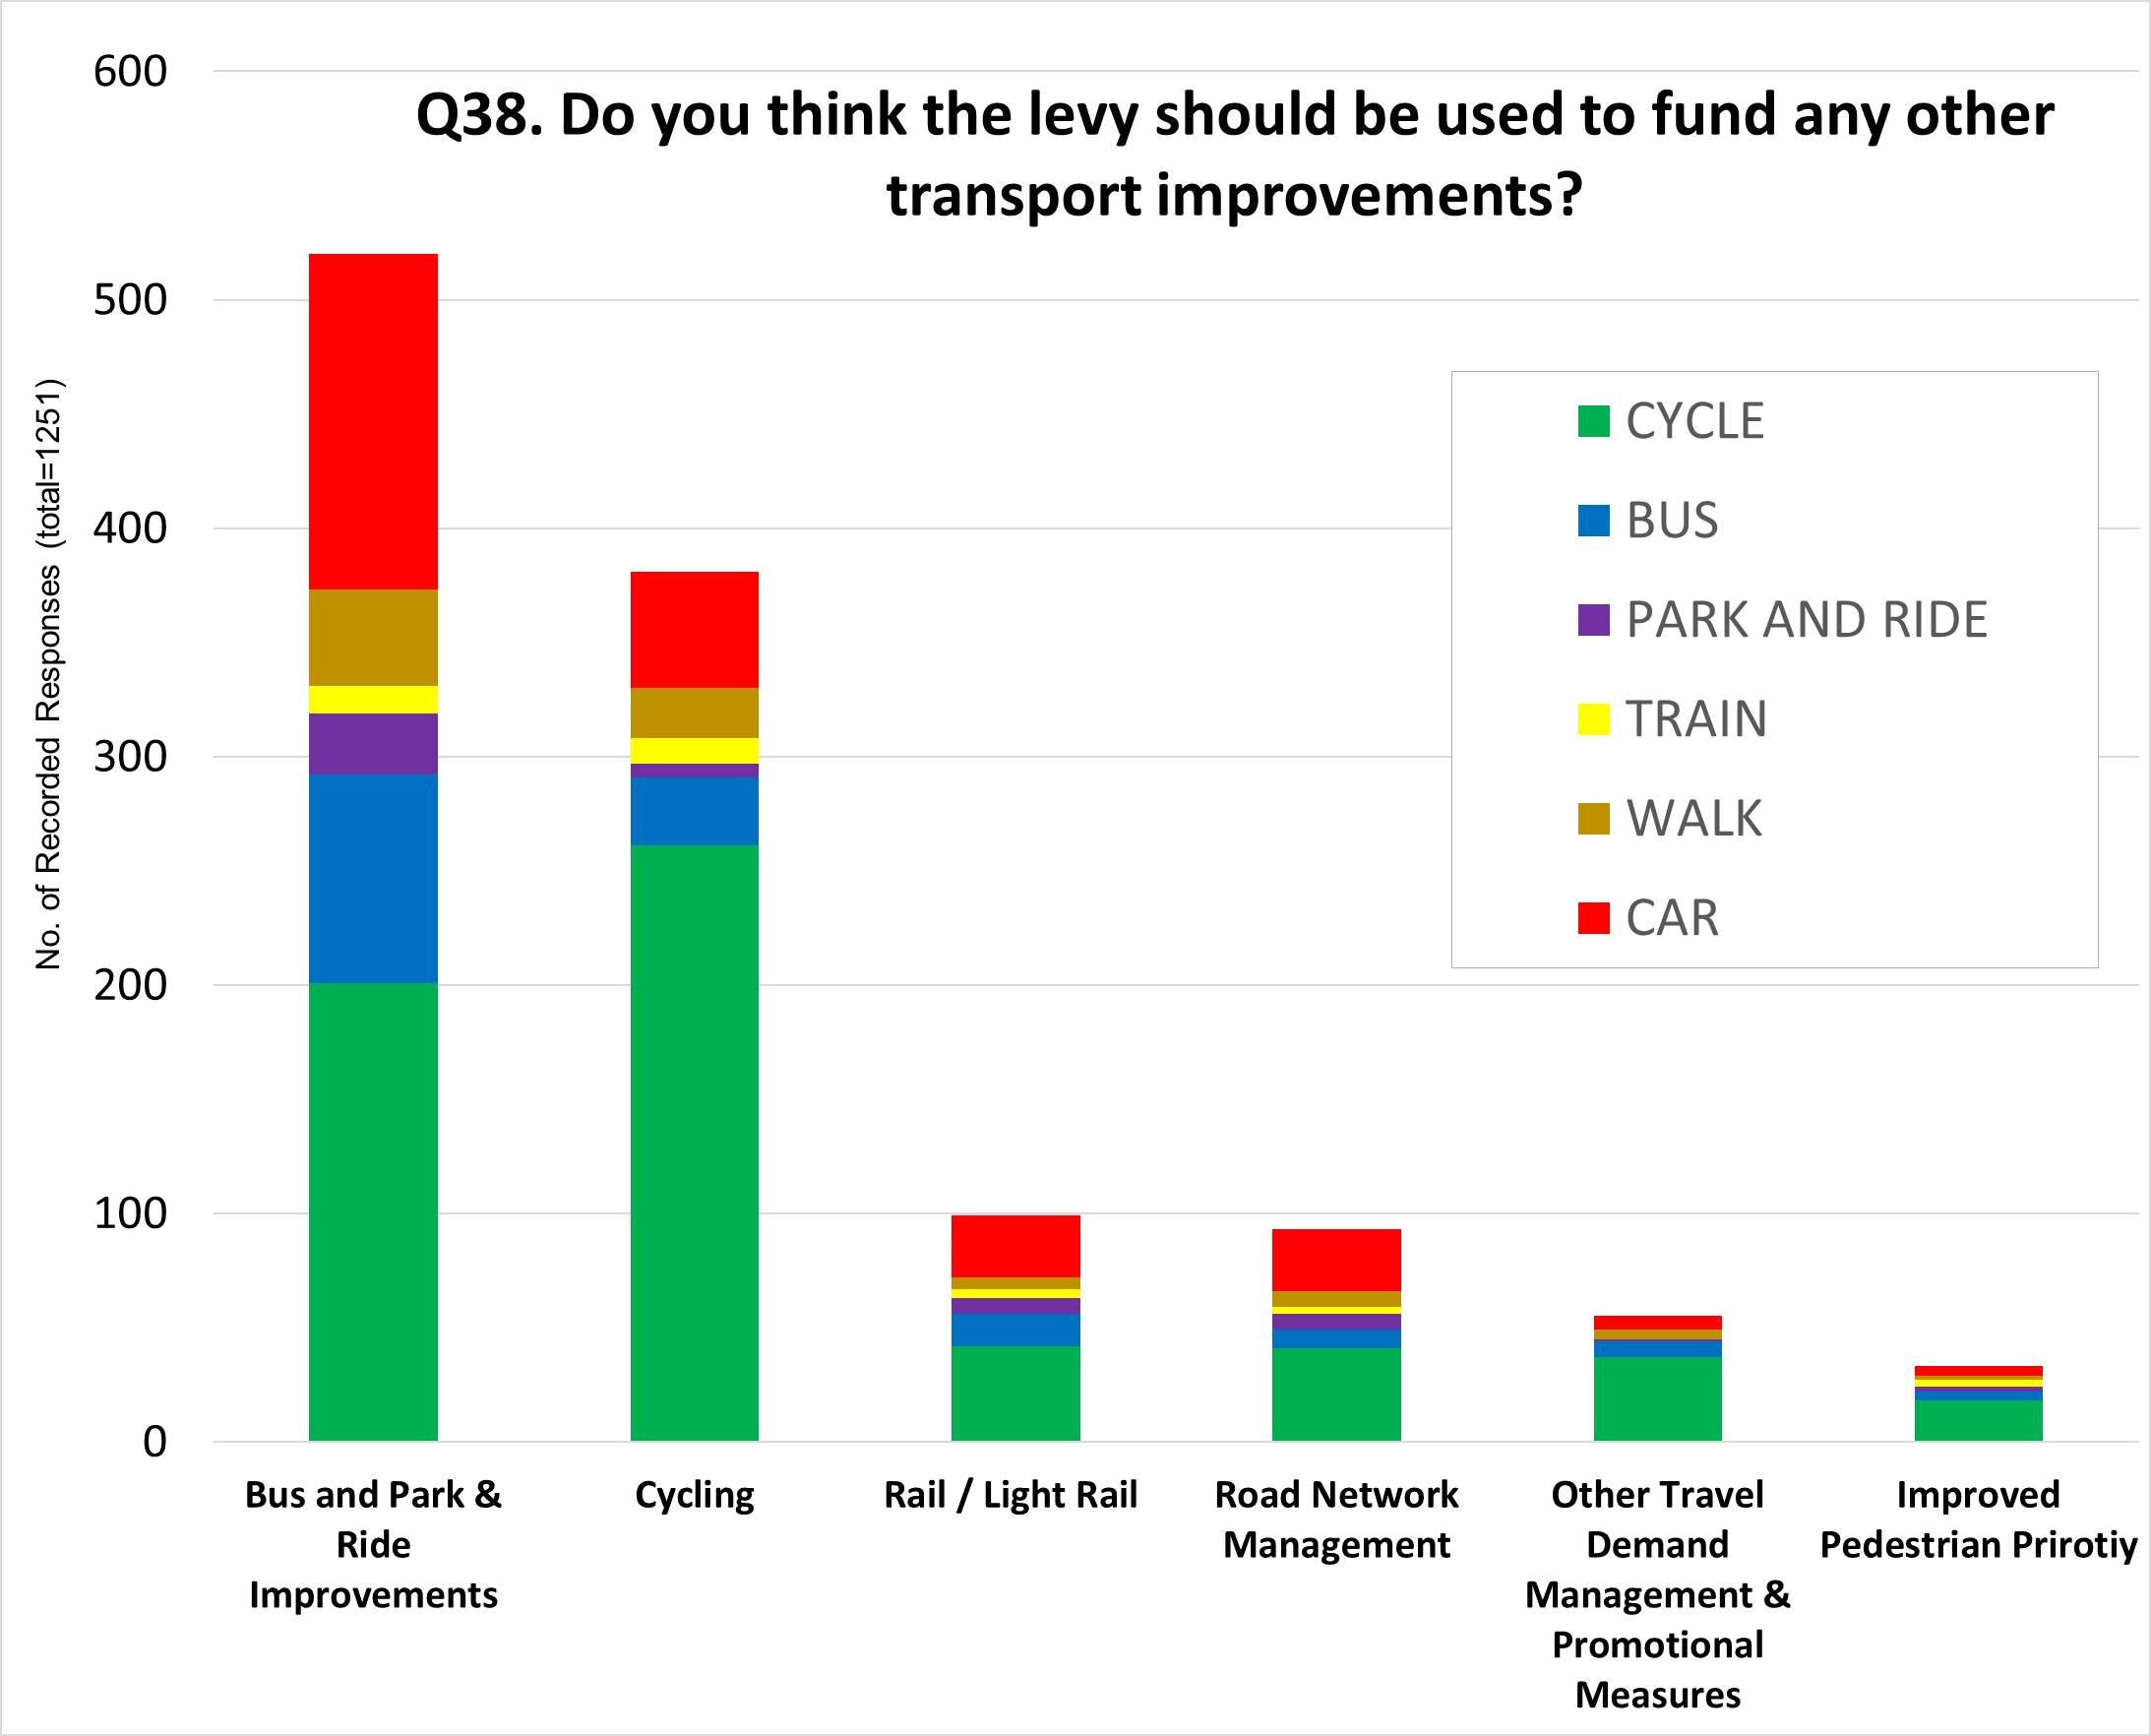 Q38. Do you think the levy should be used to fund any other
transport improvements?
600
500
400
300
200
100
0
No. of Recorded Responses (total=1251)
CYCLE
BUS
PARK AND RIDE
TRAIN
WALK
CAR
Bus and Park &
Ride
Improvements
Cycling
Rail / Light Rail
Road Network
Management
Other Travel
Demand
Management &
Promotional
Measures
Improved
Pedestrian Prirotiy